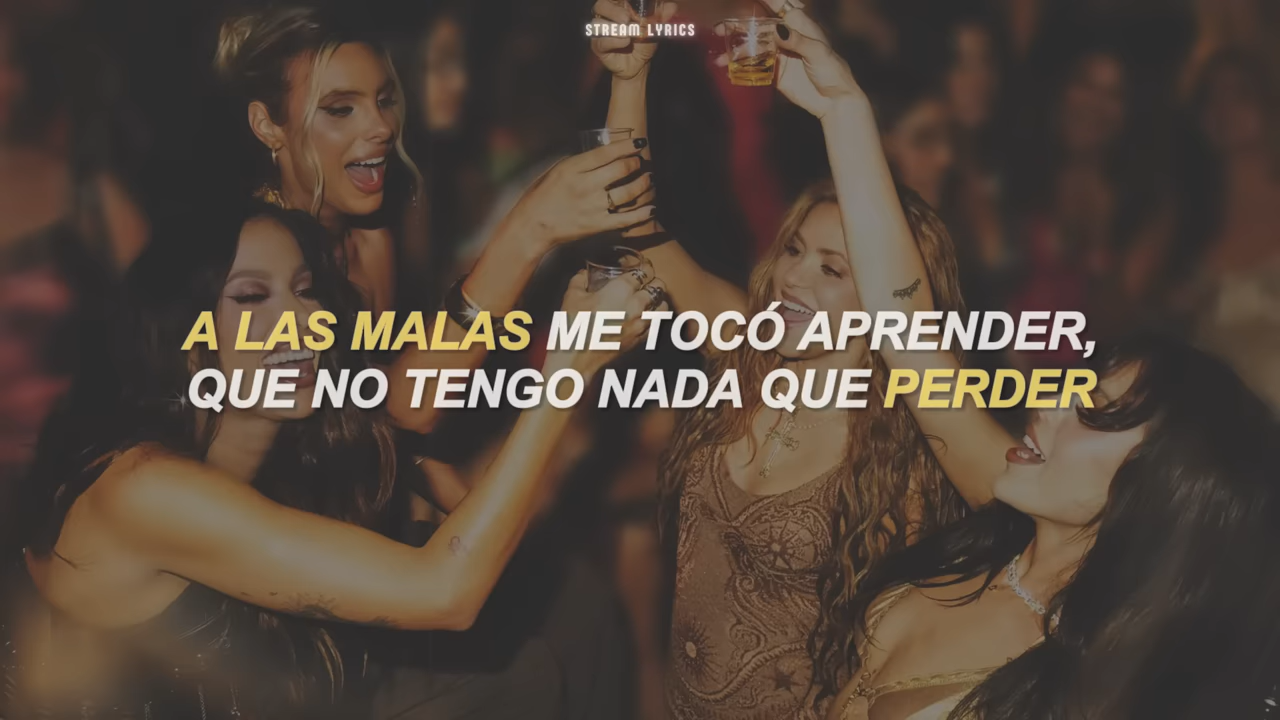 STREAM LYRICS
A LAS MALAS ME TOCÓ APRENDER,
QUE NO TENGO NADA QUE PERDER